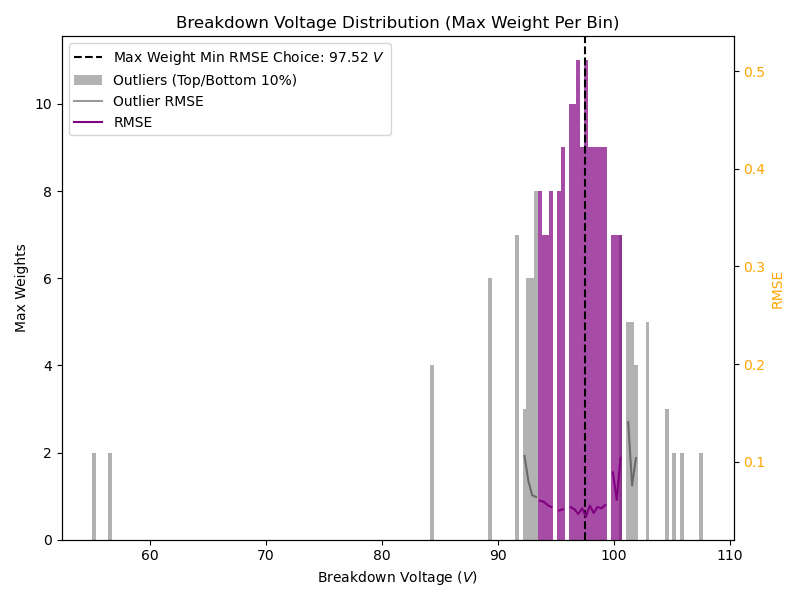 Breakdown Voltage Distribution (Max Weight Per Bin)
Max Weight Min RMSE Choice: 97.52 V
Outliers (Top/Bottom 10%)
Outlier RMSE
RMSE
Max Weights
0
2
4
6
8
10
RMSE
0.1
0.2
0.3
0.4
0.5
60
70
80
90
100
110
Breakdown Voltage (V)